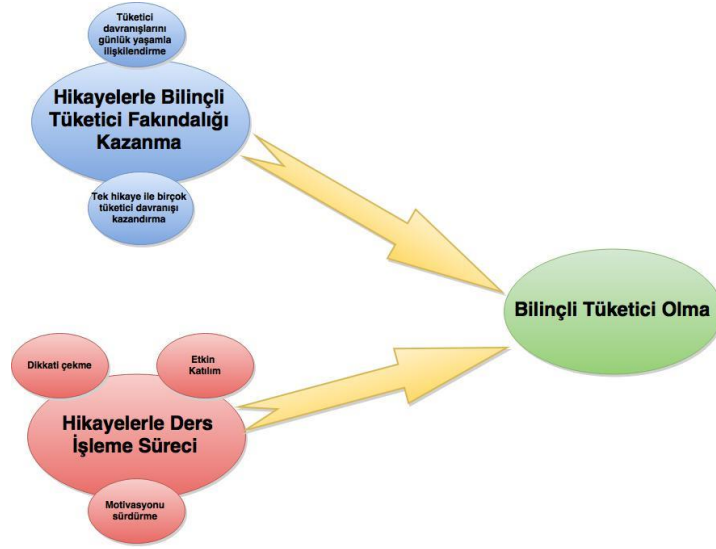 Tüketici
davranışlarını
günlük yaşamla
ilişkilendirme
Hikayelerle Bilinçli
Tüketici Fakındalığı
Kazanma
Tek hikaye ile birçok
tüketici davranışı
kazandırma
Bilinçli Tüketici Olma
Dikkati çekme
Etkin
Katılım
Hikayelerle Ders
İşleme Süreci
Motivasyonu
sürdürme